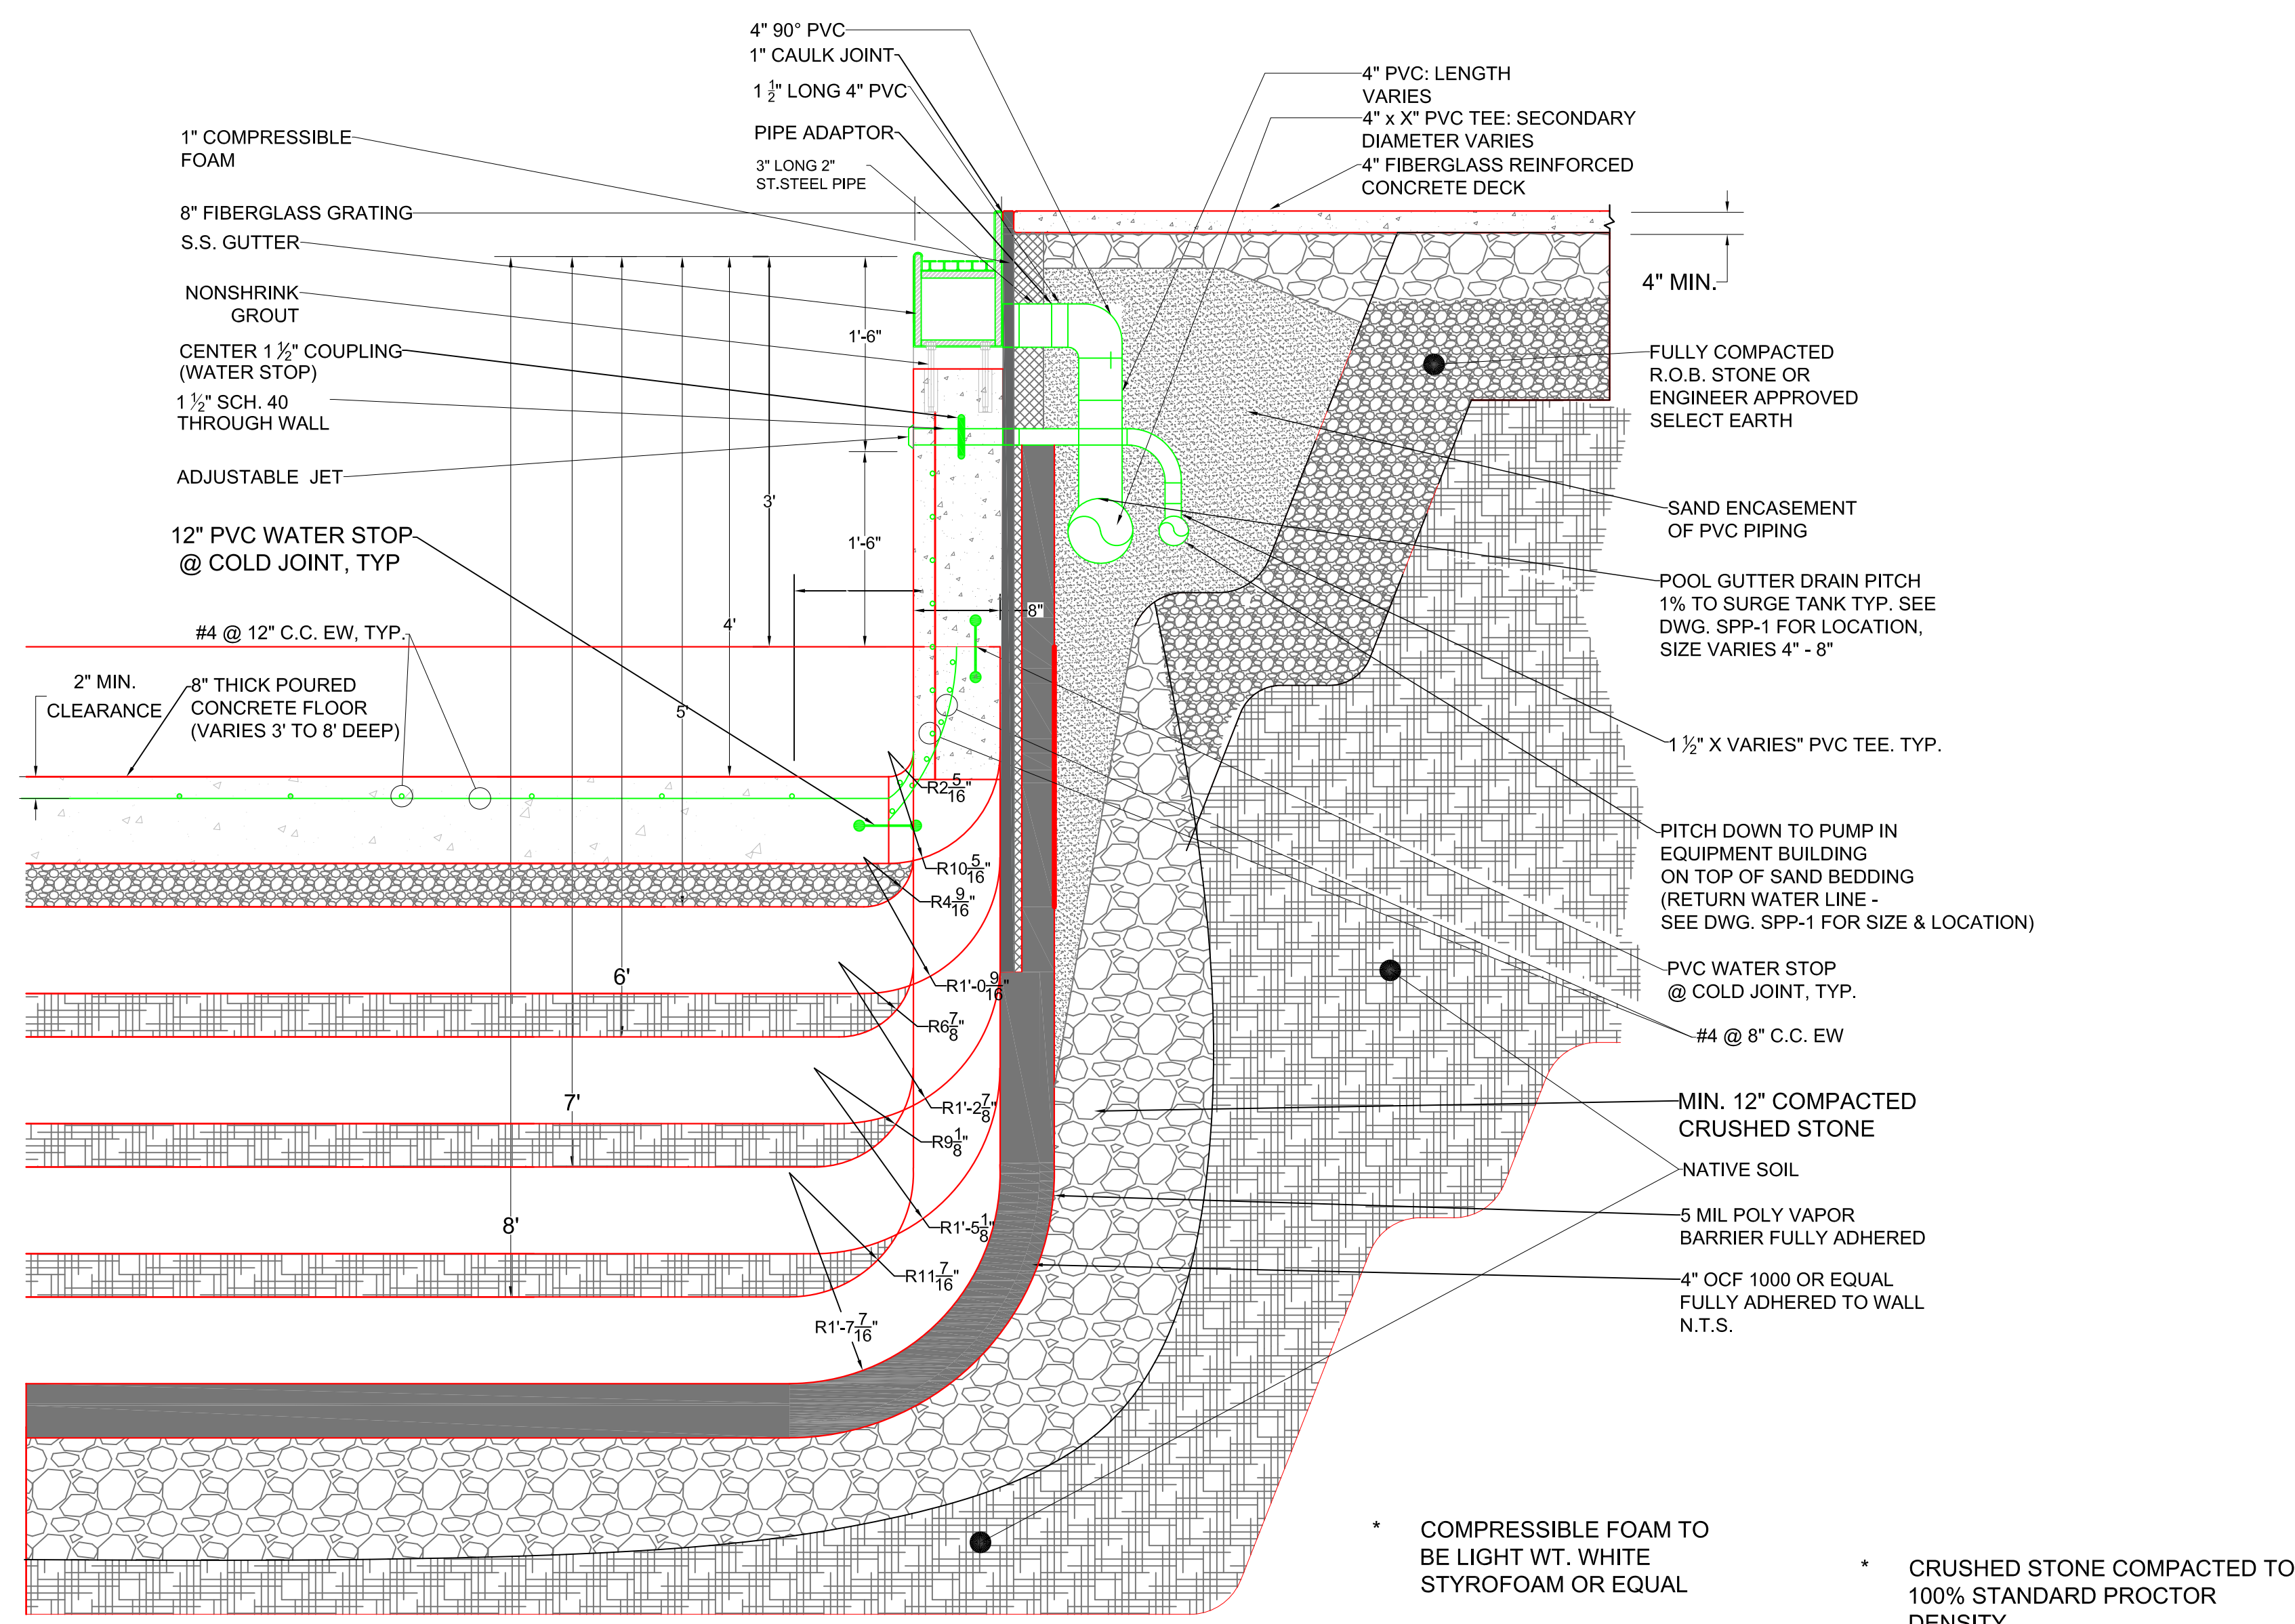 4" 90° PVC
1" CAULK JOINT
1 1/2" LONG 4" PVC
PIPE ADAPTOR
3" LONG 2"
ST.STEEL PIPE
1" COMPRESSIBLE
FOAM
8" FIBERGLASS GRATING
S.S. GUTTER
NONSHRINK
GROUT
CENTER 1 1/2" COUPLING
(WATER STOP)
1 1/2" SCH. 40
THROUGH WALL
ADJUSTABLE JET
12" PVC WATER STOP
@ COLD JOINT, TYP
#4 @ 12" C.C. EW, TYP.
2" MIN.
CLEARANCE
8" THICK POURED
CONCRETE FLOOR
(VARIES 3' TO 8' DEEP)
1'-6"
3'
1'-6"
4'
5'
6'
7'
8'
8"
R2 5/16"
R10 5/16"
R4 9/16"
R1'-0 9/16"
R6 7/8"
R1'-2 7/8"
R9 1/8"
R1'-5 1/8"
R11 7/16"
R1'-7 7/16"
4" PVC: LENGTH
VARIES
4" x X" PVC TEE: SECONDARY
DIAMETER VARIES
4" FIBERGLASS REINFORCED
CONCRETE DECK
4" MIN.
FULLY COMPACTED
R.O.B. STONE OR
ENGINEER APPROVED
SELECT EARTH
SAND ENCASEMENT
OF PVC PIPING
POOL GUTTER DRAIN PITCH
1% TO SURGE TANK TYP. SEE
DWG. SPP-1 FOR LOCATION,
SIZE VARIES 4" - 8"
1 1/2" X VARIES" PVC TEE. TYP.
PITCH DOWN TO PUMP IN
EQUIPMENT BUILDING
ON TOP OF SAND BEDDING
(RETURN WATER LINE -
SEE DWG. SPP-1 FOR SIZE & LOCATION)
PVC WATER STOP
@ COLD JOINT, TYP.
#4 @ 8" C.C. EW
MIN. 12" COMPACTED
CRUSHED STONE
NATIVE SOIL
5 MIL POLY VAPOR
BARRIER FULLY ADHERED
4" OCF 1000 OR EQUAL
FULLY ADHERED TO WALL
N.T.S.
* COMPRESSIBLE FOAM TO
BE LIGHT WT. WHITE
STYROFOAM OR EQUAL
* CRUSHED STONE COMPACTED TO
100% STANDARD PROCTOR
DENSITY